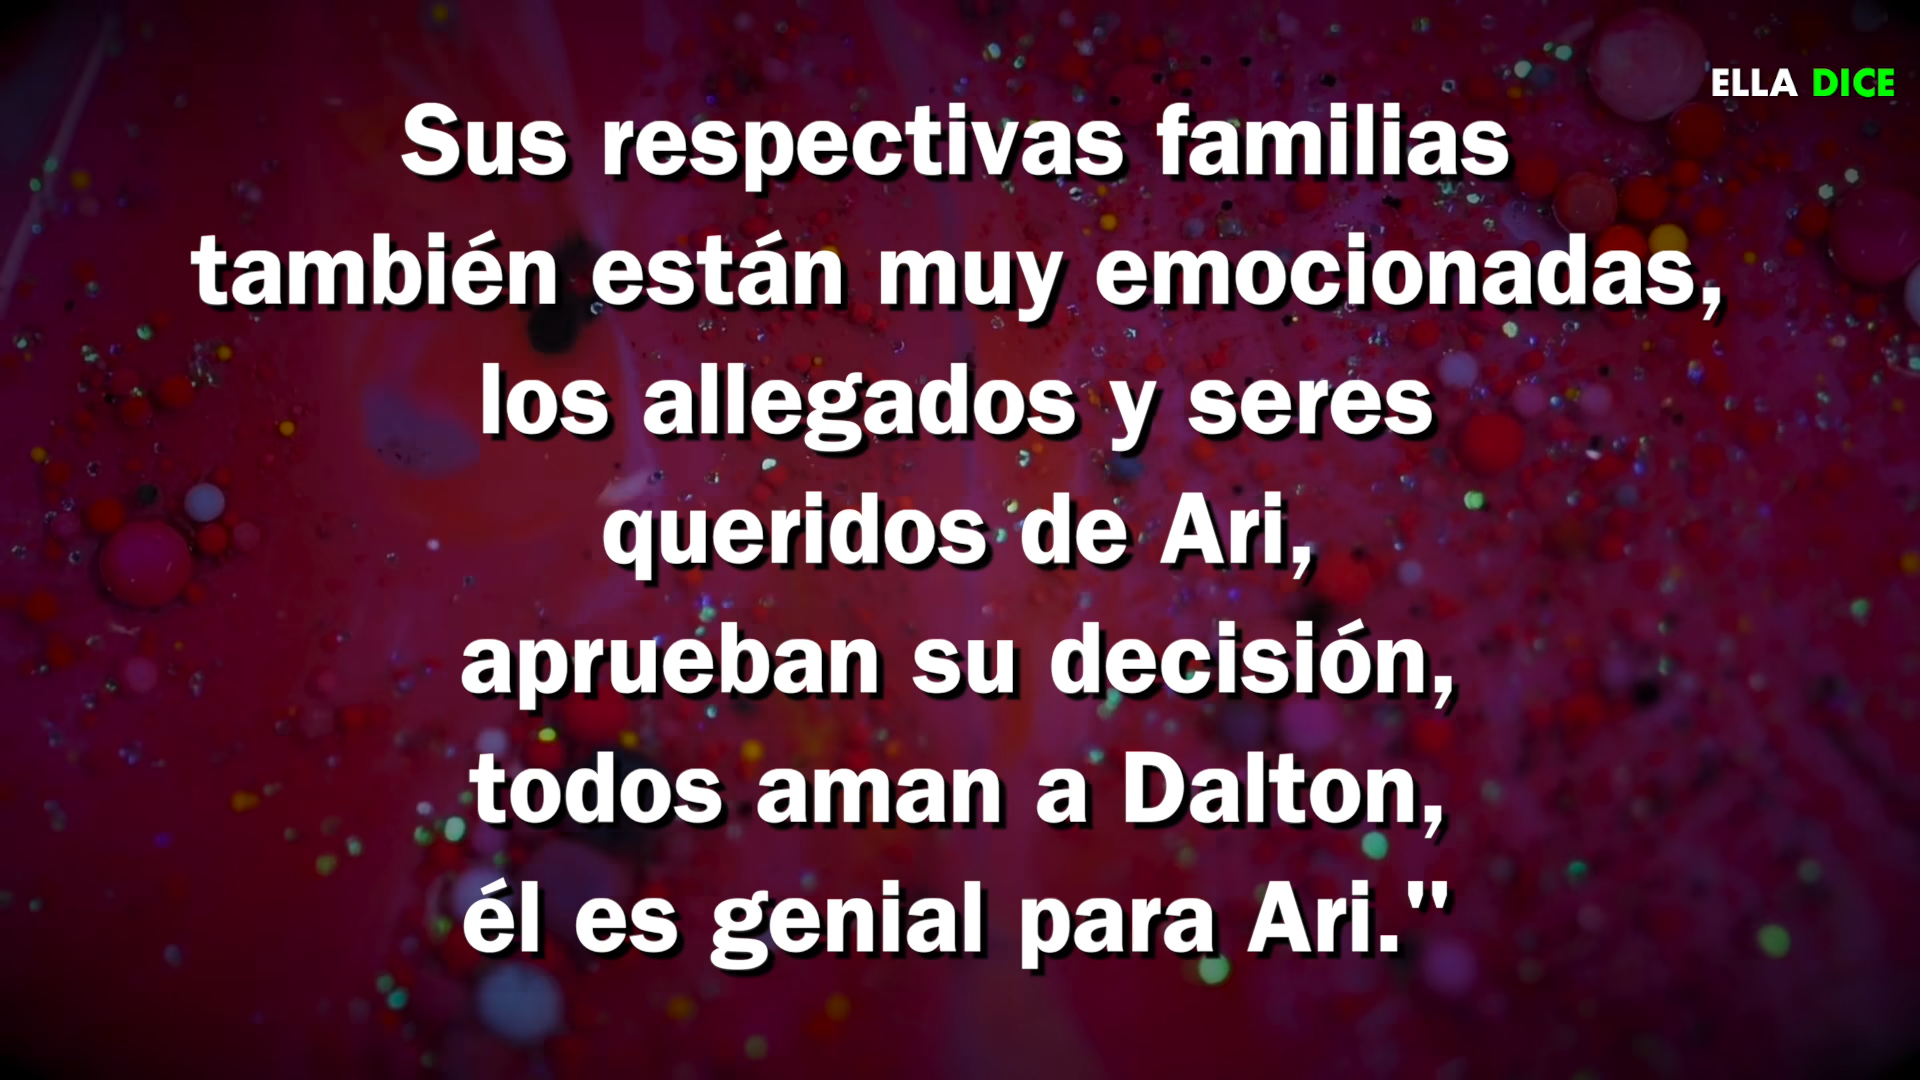 ELLA DICE
Sus respectivas familias
también están muy emocionadas,
los allegados y seres
queridos de Ari,
aprueban su decisión,
todos aman a Dalton,
él es genial para Ari."